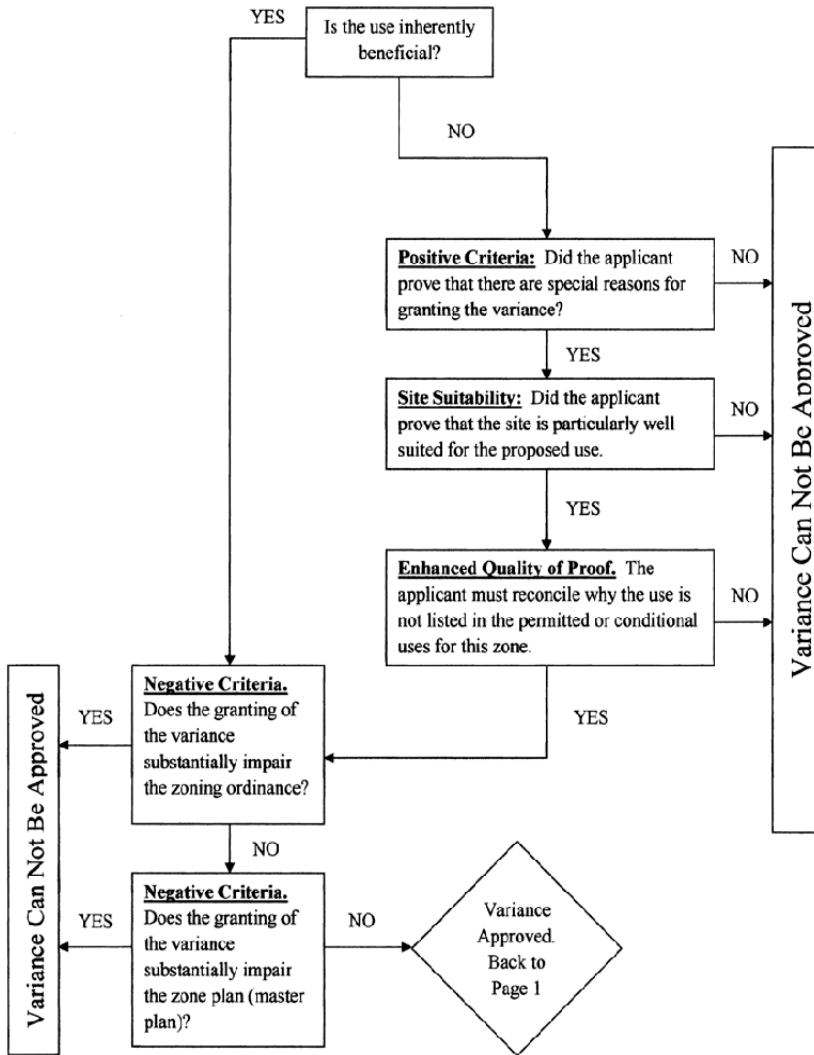 YES
Is the use inherently
beneficial?
NO
Positive Criteria: Did the applicant
prove that there are special reasons for
granting the variance?
NO
YES
Site Suitability: Did the applicant
prove that the site is particularly well
suited for the proposed use.
NO
YES
Enhanced Quality of Proof. The
applicant must reconcile why the use is
not listed in the permitted or conditional
uses for this zone.
NO
YES
Variance Can Not Be Approved
Negative Criteria.
Does the granting of
the variance
substantially impair
the zoning ordinance?
YES
NO
Negative Criteria.
Does the granting of
the variance
substantially impair
the zone plan (master
plan)?
YES
NO
Variance Can Not Be Approved
Variance
Approved.
Back to
Page 1